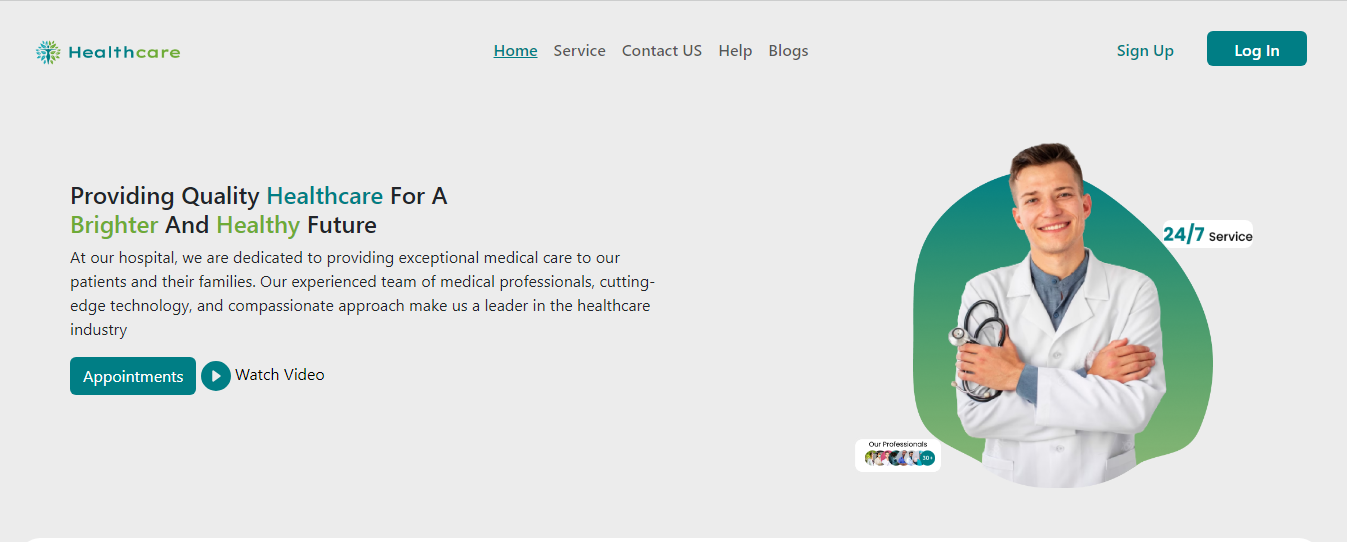 Healthcare
Home Service Contact US Help Blogs
Sign Up Log In
Providing Quality Healthcare For A
Brighter And Healthy Future
At our hospital, we are dedicated to providing exceptional medical care to our
patients and their families. Our experienced team of medical professionals, cutting-
edge technology, and compassionate approach make us a leader in the healthcare
industry
Appointments Watch Video
24/7 Service
Our Professionals
30+